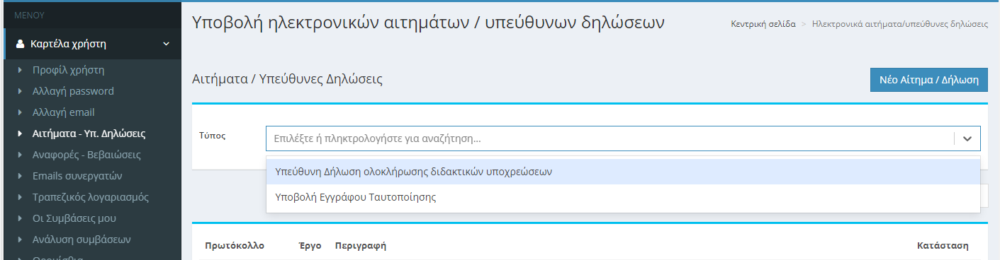 ΜΕΝΟΥ
Καρτέλα χρήστη
Προφίλ χρήστη
Αλλαγή password
Αλλαγή email
Αιτήματα - Υπ. Δηλώσεις
Αναφορές - Βεβαιώσεις
Emails συνεργατών
Τραπεζικός λογαριασμός
Οι Συμβάσεις μου
Ανάλυση συμβάσεων
Υποβολή ηλεκτρονικών αιτημάτων / υπεύθυνων δηλώσεων
Κεντρική σελίδα > Ηλεκτρονικά αιτήματα/υπεύθυνες δηλώσεις
Αιτήματα / Υπεύθυνες Δηλώσεις
Νέο Αίτημα / Δήλωση
Τύπος
Επιλέξτε ή πληκτρολογήστε για αναζήτηση...
Υπεύθυνη Δήλωση ολοκλήρωσης διδακτικών υποχρεώσεων
Υποβολή Εγγράφου Ταυτοποίησης
Πρωτόκολλο Έργο Περιγραφή Κατάσταση